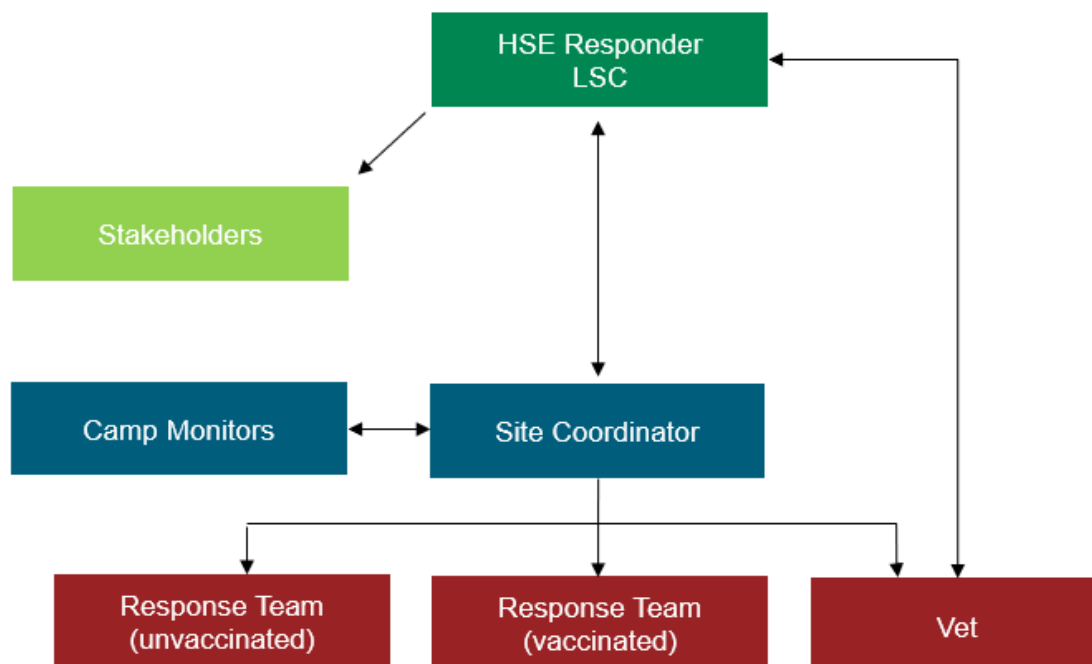 HSE Responder
LSC
Stakeholders
Camp Monitors
Site Coordinator
Response Team
(unvaccinated)
Response Team
(vaccinated)
Vet